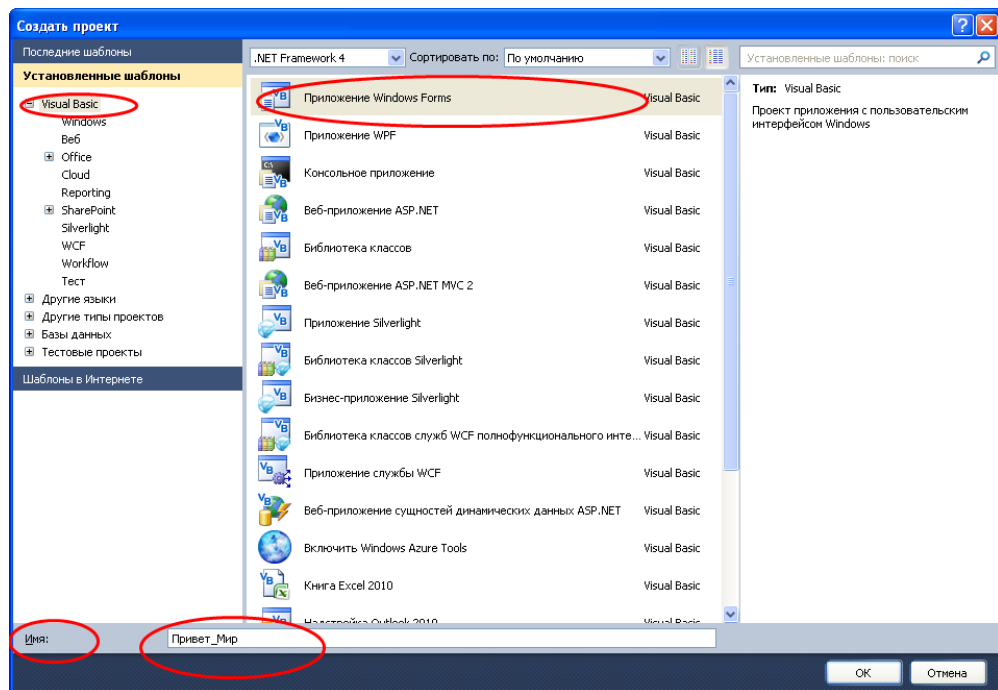 Создать проект
Последние шаблоны
.NET Framework 4
Сортировать по:
По умолчанию
Установленные шаблоны: поиск
Установленные шаблоны
Visual Basic
Windows
Веб
Office
Cloud
Reporting
SharePoint
Silverlight
WCF
Workflow
Тест
Другие языки
Другие типы проектов
Базы данных
Тестовые проекты
Шаблоны в Интернете
Приложение Windows Forms Visual Basic
Приложение WPF Visual Basic
Консольное приложение Visual Basic
Веб-приложение ASP.NET Visual Basic
Библиотека классов Visual Basic
Веб-приложение ASP.NET MVC 2 Visual Basic
Приложение Silverlight Visual Basic
Библиотека классов Silverlight Visual Basic
Бизнес-приложение Silverlight Visual Basic
Библиотека классов служб WCF полнофункционального инте... Visual Basic
Приложение службы WCF Visual Basic
Веб-приложение сущностей динамических данных ASP.NET Visual Basic
Включить Windows Azure Tools Visual Basic
Книга Excel 2010 Visual Basic
Надстройка Outlook 2010 Visual Basic
Тип: Visual Basic
Проект приложения с пользовательским
интерфейсом Windows
Имя:
Привет_Мир
ОК
Отмена